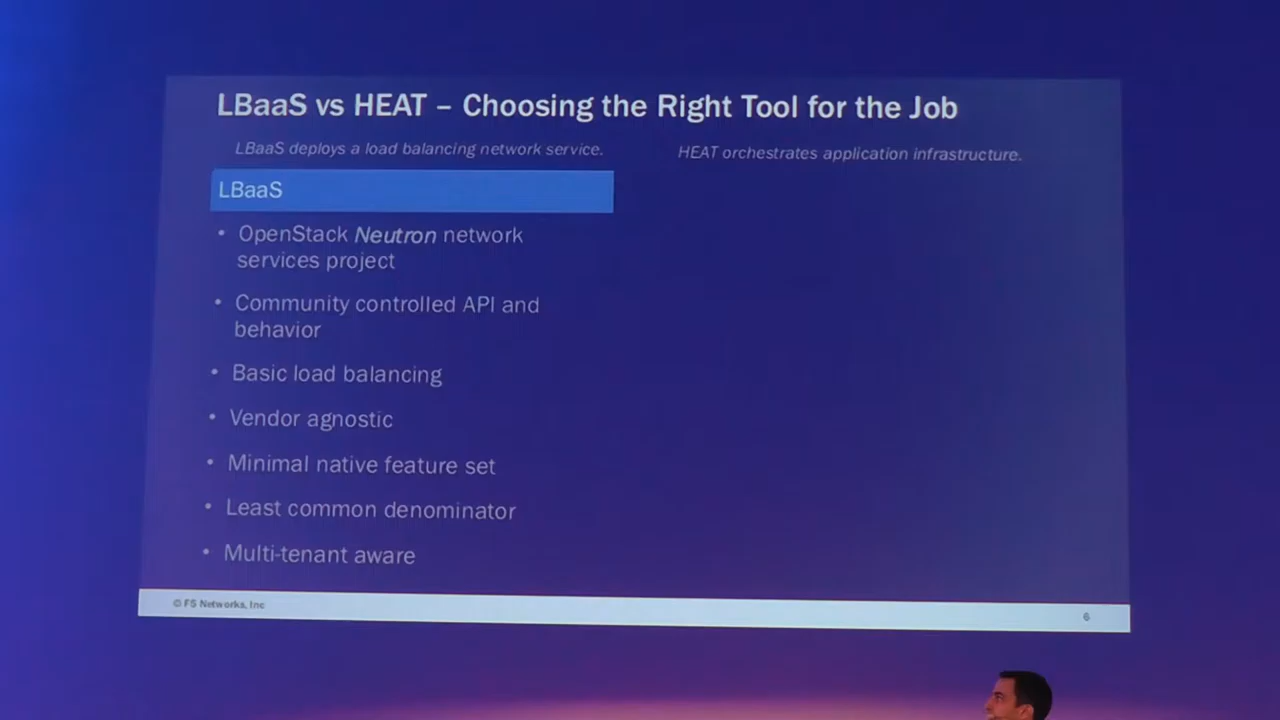 LBaaS vs HEAT – Choosing the Right Tool for the Job
LBaaS deploys a load balancing network service.
HEAT orchestrates application infrastructure.
LBaaS
• OpenStack Neutron network
services project
• Community controlled API and
behavior
• Basic load balancing
• Vendor agnostic
• Minimal native feature set
• Least common denominator
• Multi-tenant aware
© F5 Networks, Inc
6